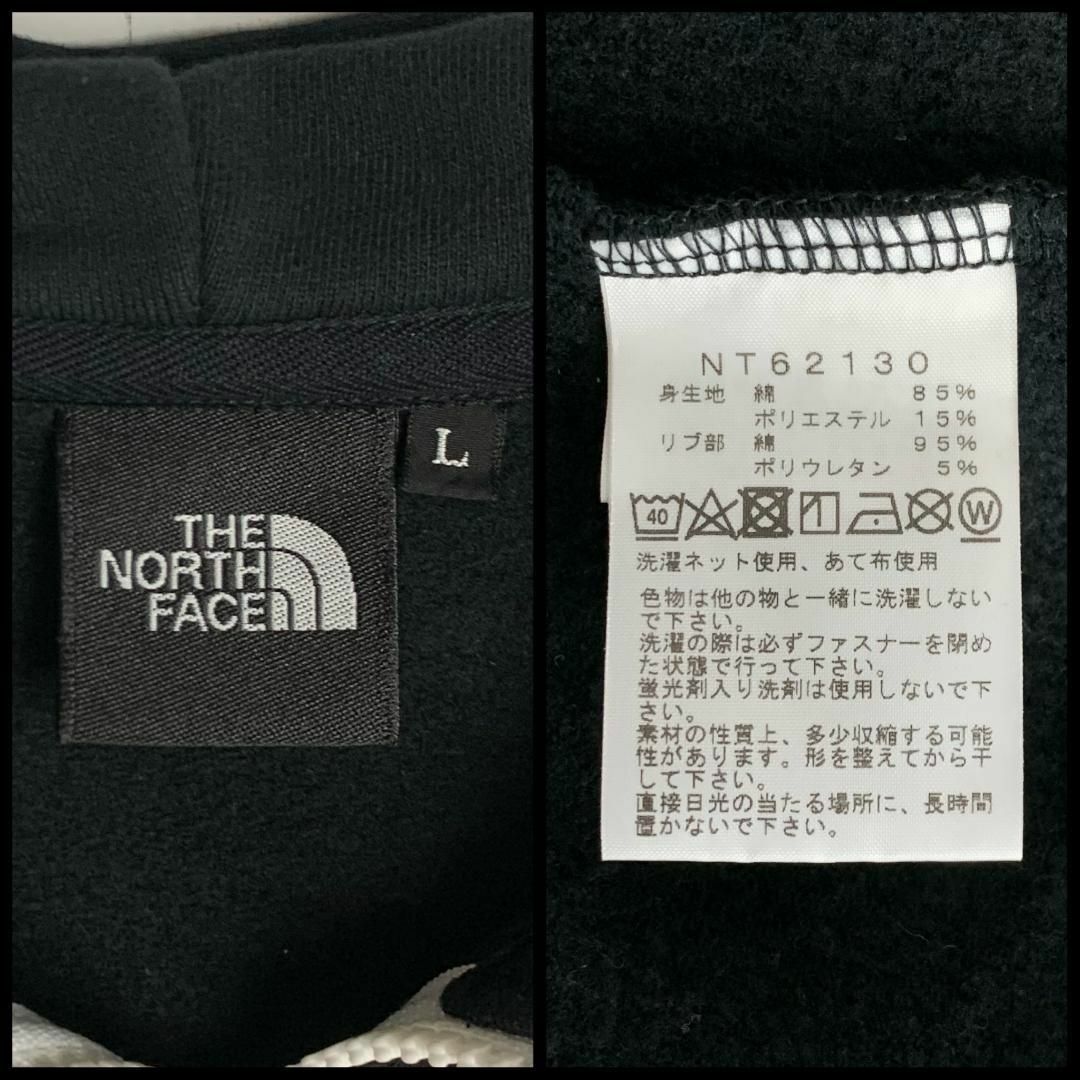 THE
NORTH
FACE
L
NT62130
身生地 綿 85%
ポリエステル 15%
リブ部 綿 95%
ポリウレタン 5%
40
W
洗濯ネット使用、あて布使用
色物は他の物と一緒に洗濯しない
で下さい。
洗濯の際は必ずファスナーを閉め
た状態で行って下さい。
蛍光剤入り洗剤は使用しないで下
さい。
素材の性質上、多少収縮する可能
性があります。形を整えてから干
して下さい。
直接日光の当たる場所に、長時間
置かないで下さい。